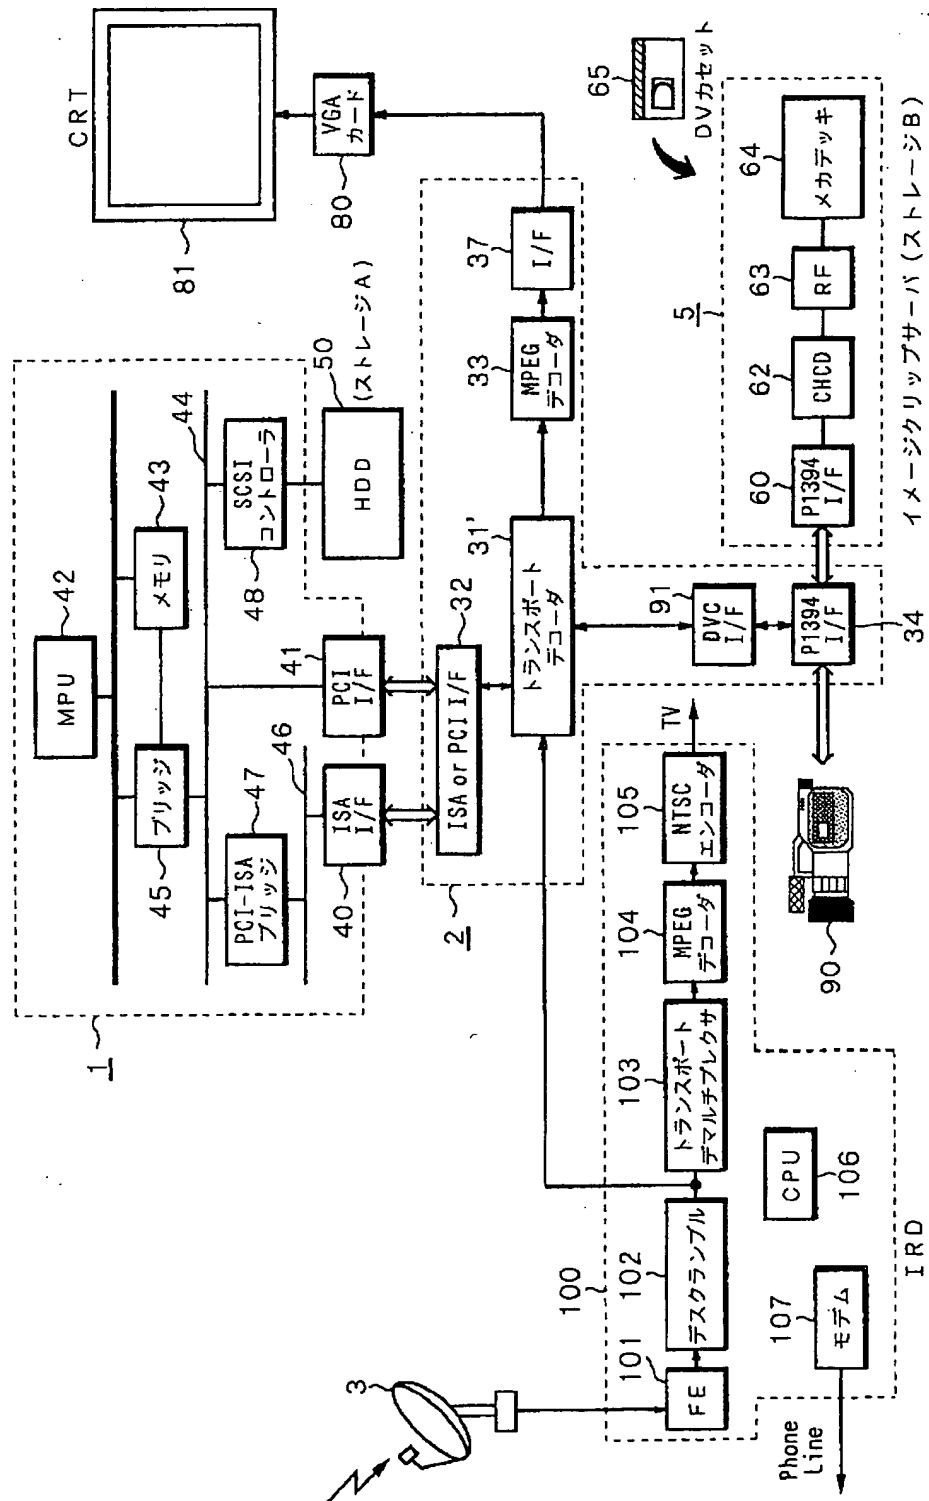 CRT
81
VGA
カード
80
1
MPU
42
メモリ
43
ブリッジ
45
44
PCI-ISA
ブリッジ
47
46
SCSI
コントローラ
48
HDD
50
(ストレージA)
ISA
I/F
40
PCI
I/F
41
2
ISA or PCI I/F
32
トランスポート
デコーダ
31'
MPEG
デコーダ
33
I/F
37
DVC
I/F
91
P1394
I/F
34
65
DVカセット
5
P1394
I/F
60
CHCD
62
RF
63
メカデッキ
64
イメージクリップサーバ(ストレージB)
90
3
100
FE
101
デスクランブル
102
トランスポート
デマルチプレクサ
103
MPEG
デコーダ
104
NTSC
エンコーダ
105
TV
CPU
106
モデム
107
Phone
Line
IRD